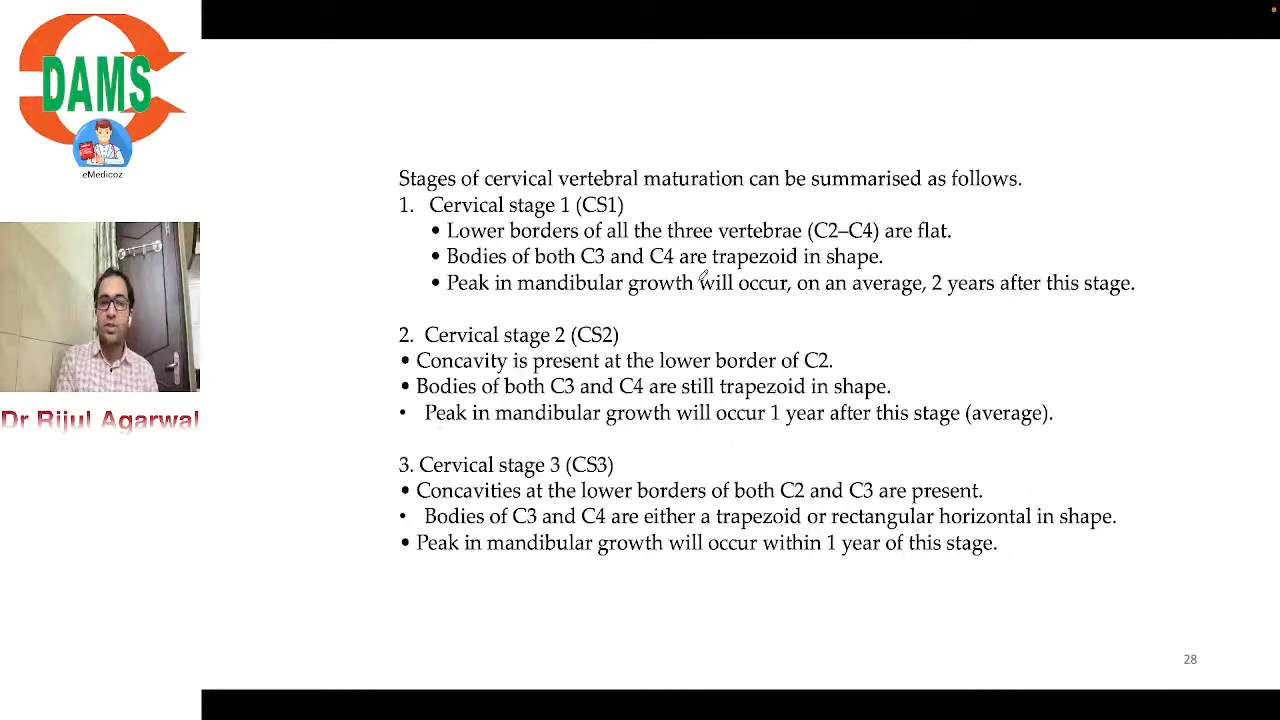 DAMS
eMedicoz
Dr Rijul Agarwal
Stages of cervical vertebral maturation can be summarised as follows.
1. Cervical stage 1 (CS1)
• Lower borders of all the three vertebrae (C2–C4) are flat.
• Bodies of both C3 and C4 are trapezoid in shape.
• Peak in mandibular growth will occur, on an average, 2 years after this stage.
2. Cervical stage 2 (CS2)
• Concavity is present at the lower border of C2.
• Bodies of both C3 and C4 are still trapezoid in shape.
• Peak in mandibular growth will occur 1 year after this stage (average).
3. Cervical stage 3 (CS3)
• Concavities at the lower borders of both C2 and C3 are present.
• Bodies of C3 and C4 are either a trapezoid or rectangular horizontal in shape.
• Peak in mandibular growth will occur within 1 year of this stage.
28